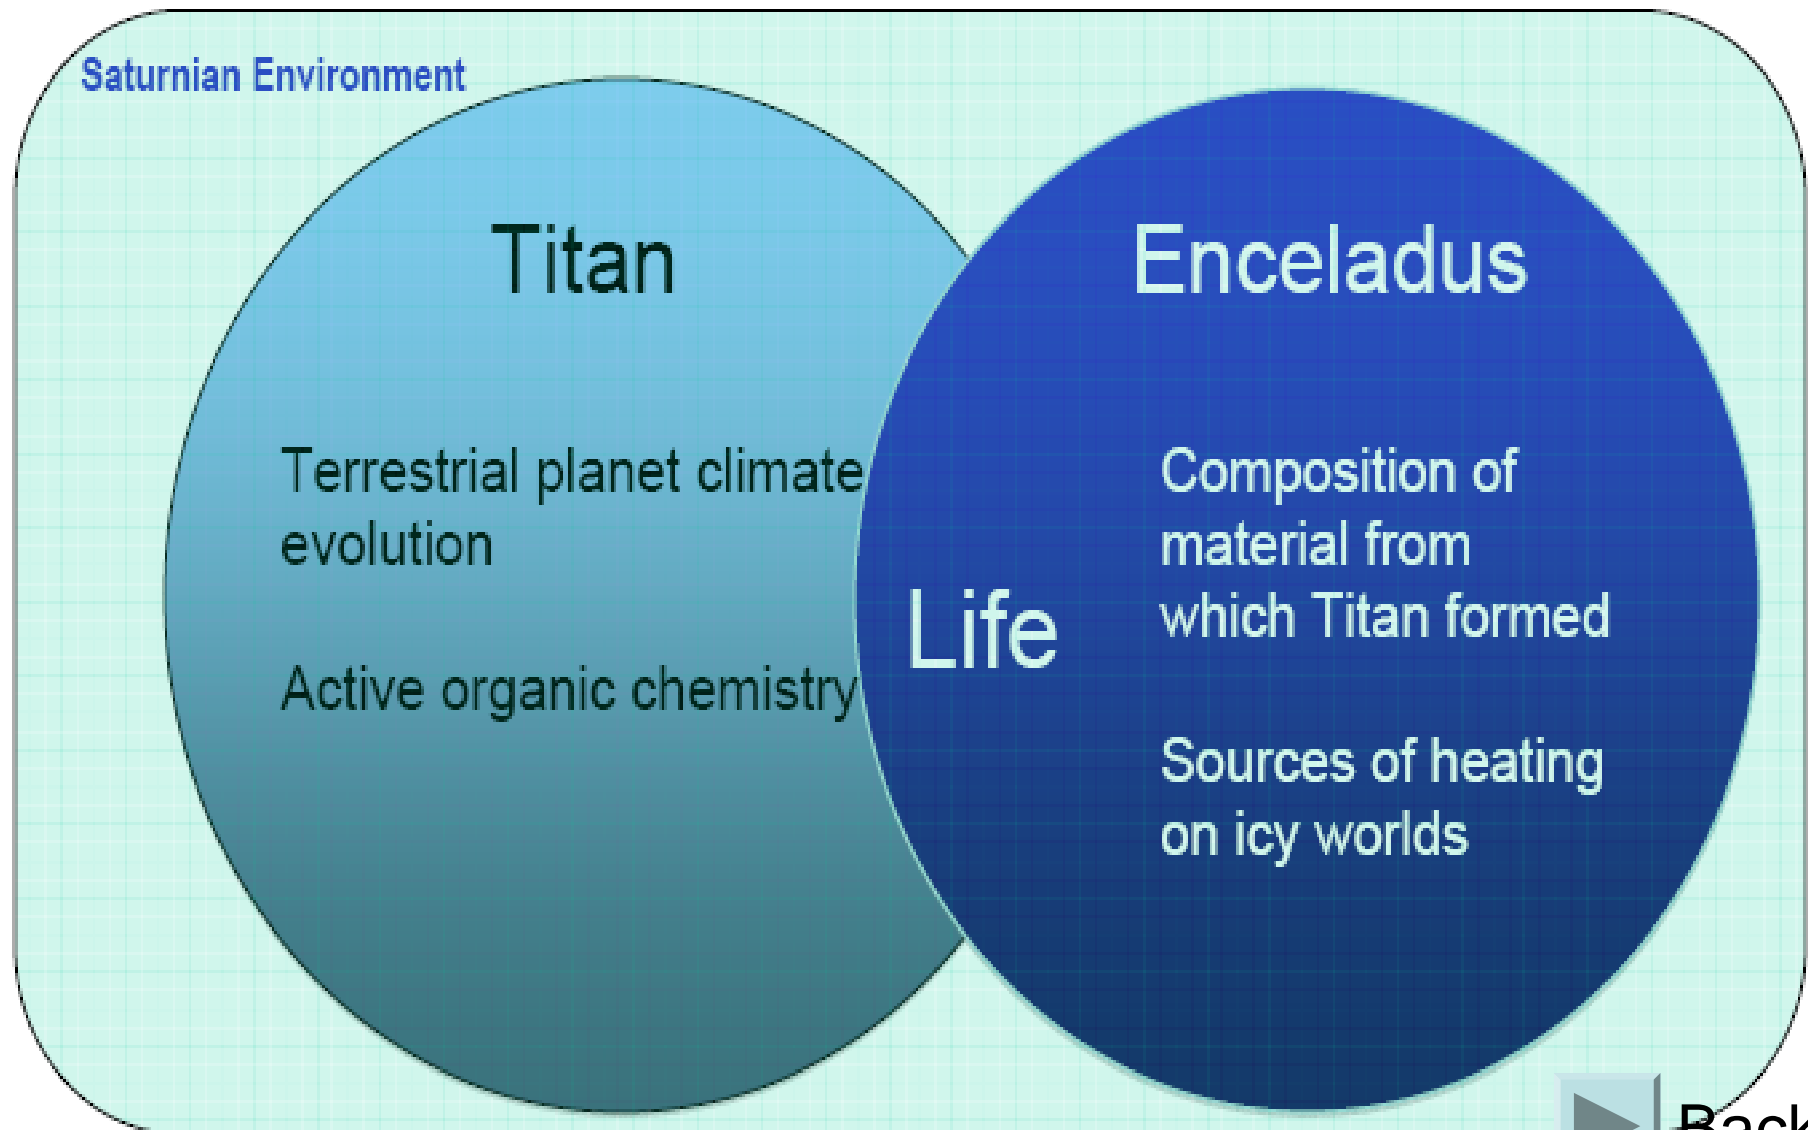 Saturnian Environment
Titan
Terrestrial planet climate
evolution
Active organic chemistry
Life
Enceladus
Composition of
material from
which Titan formed
Sources of heating
on icy worlds
Back